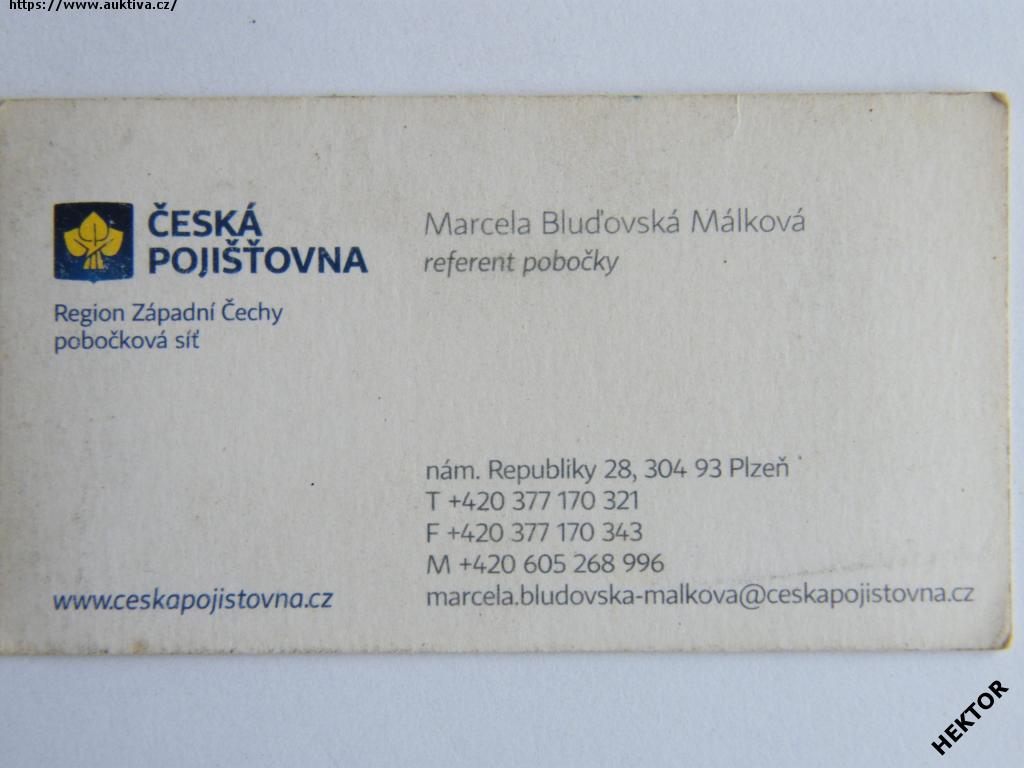 https://www.auktiva.cz/
ČESKÁ
POJIŠŤOVNA
Region Západní Čechy
pobočková síť
Marcela Bluďovská Málková
referent pobočky
nám. Republiky 28, 304 93 Plzeň
T +420 377 170 321
F +420 377 170 343
M +420 605 268 996
marcela.bludovska-malkova@ceskapojistovna.cz
www.ceskapojistovna.cz
HEKTOR